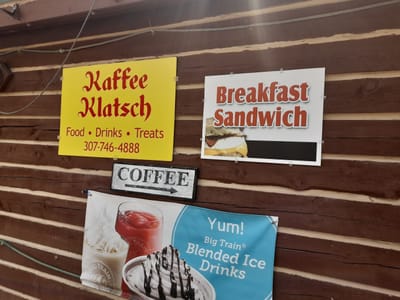 Kaffee
Klatsch
Food • Drinks • Treats
307-746-4888
Breakfast
Sandwich
COFFEE
Yum!
Big Train®
Blended Ice
Drinks